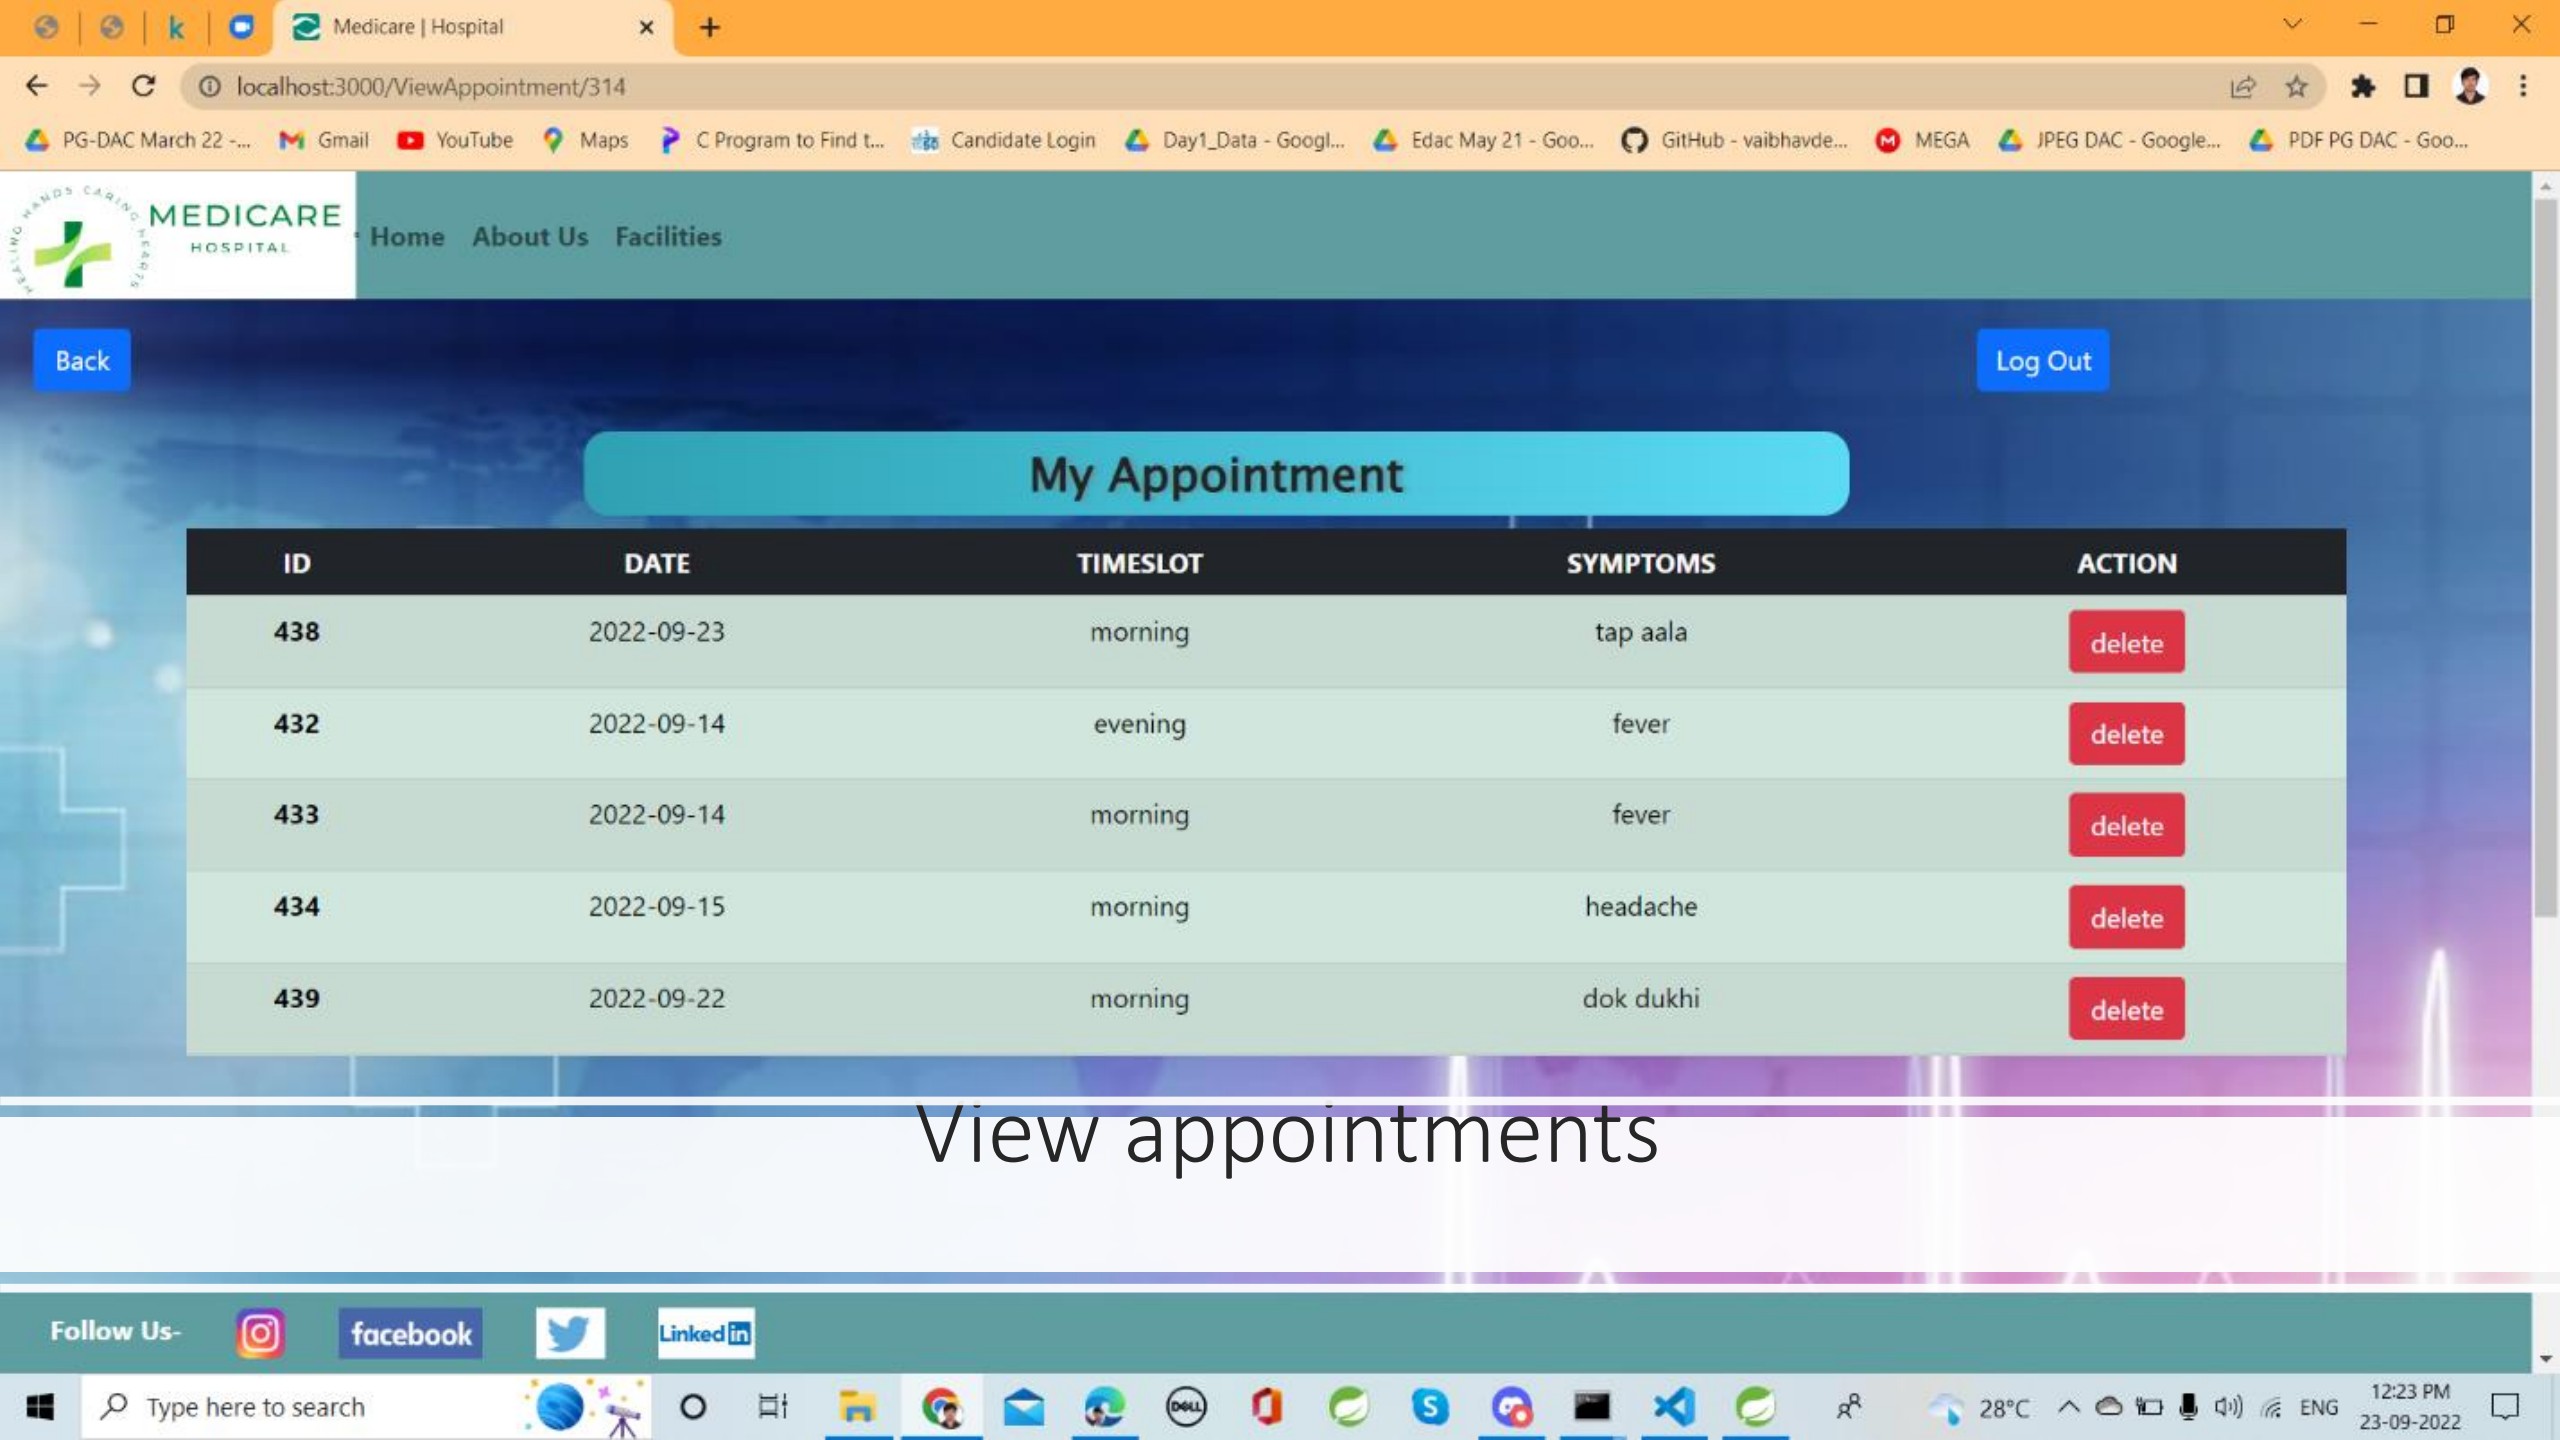 Medicare | Hospital
localhost:3000/ViewAppointment/314
PG-DAC March 22 -... Gmail YouTube Maps C Program to Find t... Candidate Login Day1_Data - Googl... Edac May 21 - Goo... GitHub - vaibhavde... MEGA JPEG DAC - Google... PDF PG DAC - Goo...
HEALING HANDS CARING HEARTS
MEDICARE
HOSPITAL
Home About Us Facilities
Back Log Out
My Appointment
ID DATE TIMESLOT SYMPTOMS ACTION
438 2022-09-23 morning tap aala delete
432 2022-09-14 evening fever delete
433 2022-09-14 morning fever delete
434 2022-09-15 morning headache delete
439 2022-09-22 morning dok dukhi delete
View appointments
Follow Us- facebook Linked in
Type here to search DELL 28°C ENG 12:23 PM
23-09-2022